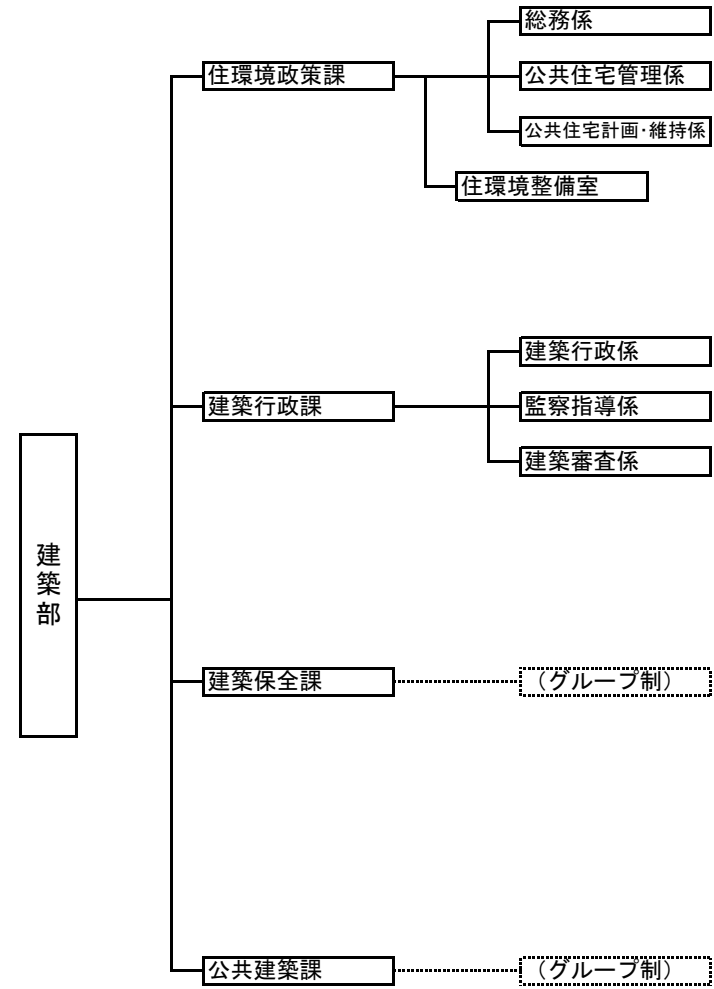 総務係
住環境政策課
公共住宅管理係
公共住宅計画･維持係
住環境整備室
建築行政係
建築行政課
監察指導係
建築審査係
建築部
建築保全課
（グループ制）
公共建築課
（グループ制）